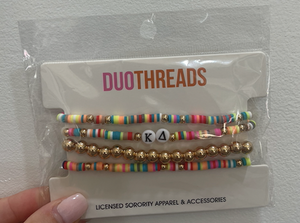 DUOTHREADS
ΚΔ
LICENSED SORORITY APPAREL & ACCESSORIES